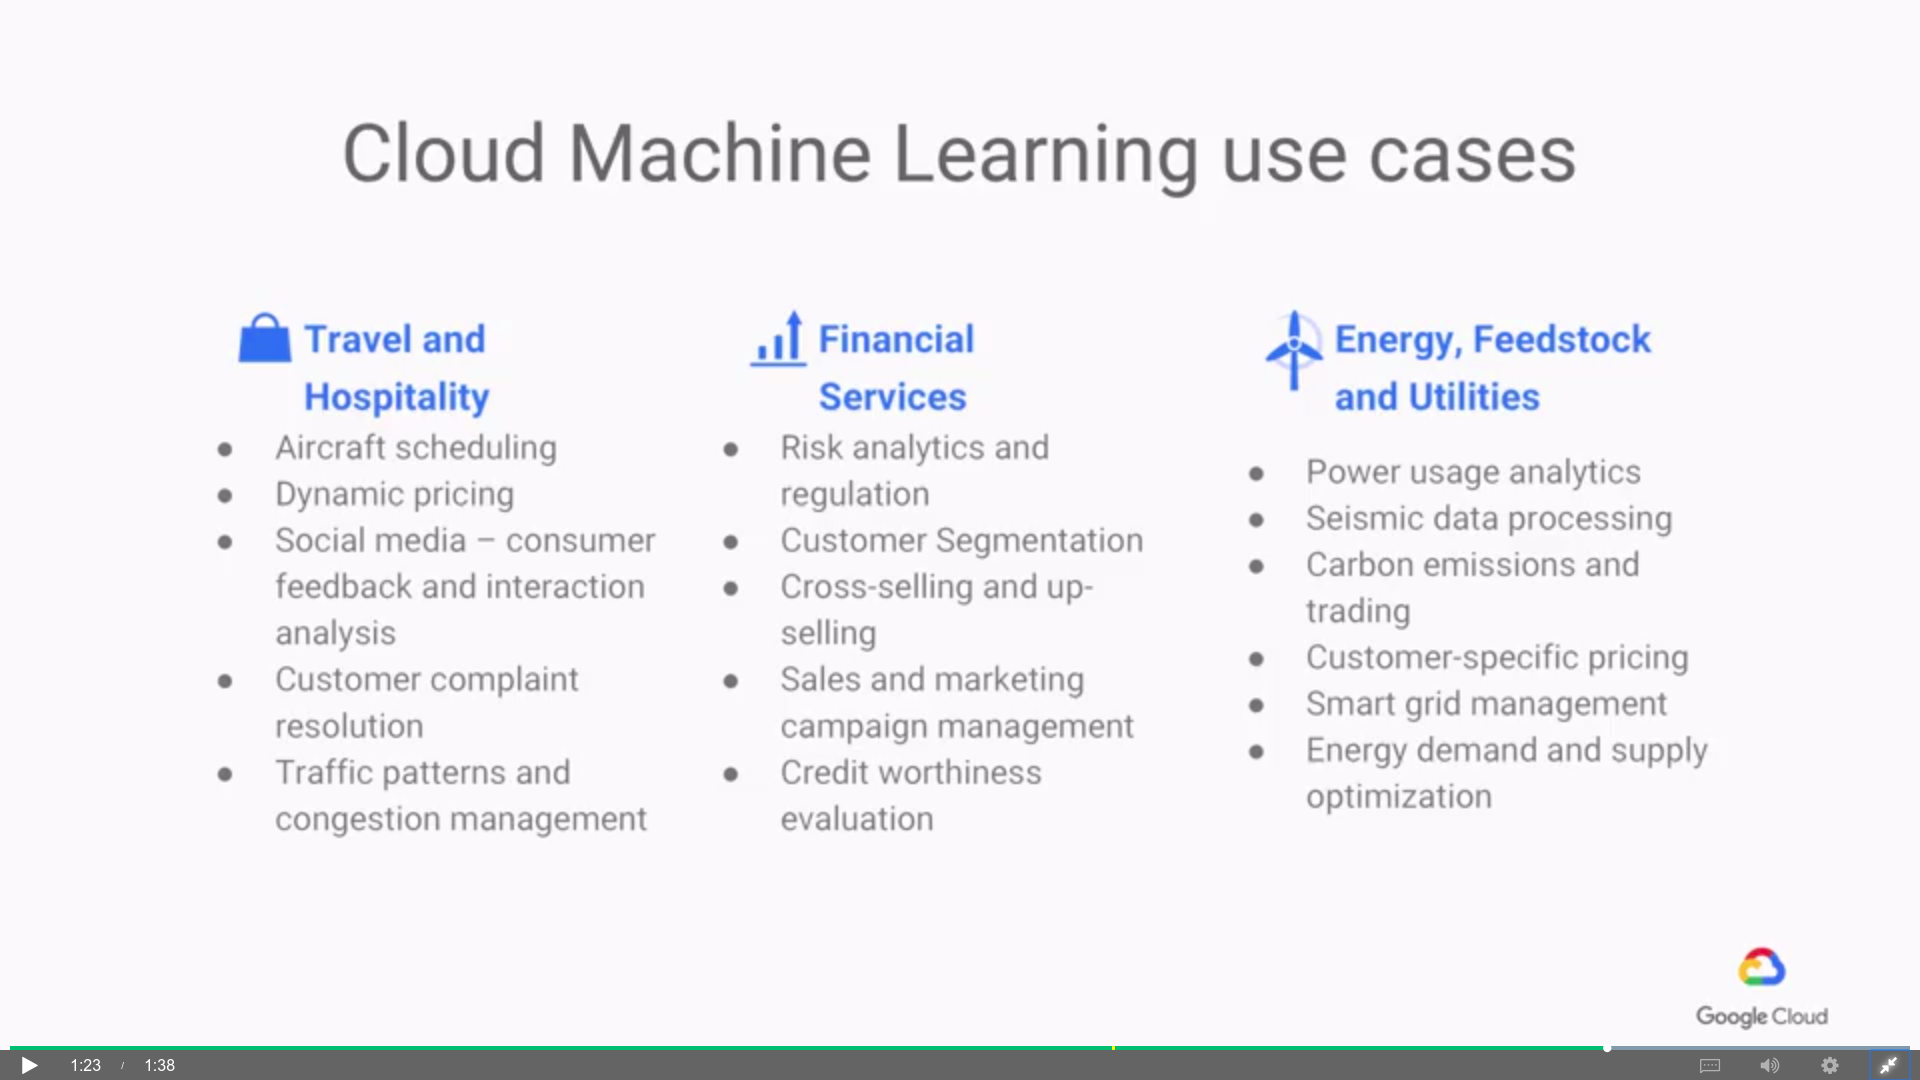 Cloud Machine Learning use cases
Travel and
Hospitality
● Aircraft scheduling
● Dynamic pricing
● Social media – consumer
feedback and interaction
analysis
● Customer complaint
resolution
● Traffic patterns and
congestion management
Financial
Services
● Risk analytics and
regulation
● Customer Segmentation
● Cross-selling and up-
selling
● Sales and marketing
campaign management
● Credit worthiness
evaluation
Energy, Feedstock
and Utilities
● Power usage analytics
● Seismic data processing
● Carbon emissions and
trading
● Customer-specific pricing
● Smart grid management
● Energy demand and supply
optimization
Google Cloud
1:23 / 1:38